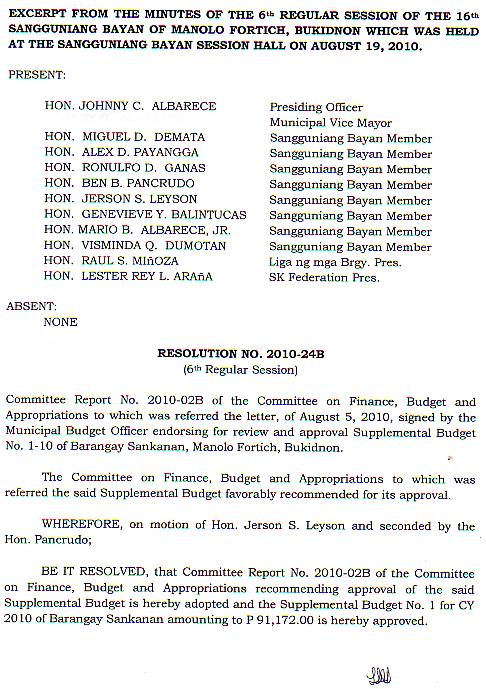 EXCERPT FROM THE MINUTES OF THE 6th REGULAR SESSION OF THE 16th
SANGGUNIANG BAYAN OF MANOLO FORTICH, BUKIDNON WHICH WAS HELD
AT THE SANGGUNIANG BAYAN SESSION HALL ON AUGUST 19, 2010.
PRESENT:
HON. JOHNNY C. ALBARECE Presiding Officer
Municipal Vice Mayor
HON. MIGUEL D. DEMATA Sangguniang Bayan Member
HON. ALEX D. PAYANGGA Sangguniang Bayan Member
HON. RONULFO D. GANAS Sangguniang Bayan Member
HON. BEN B. PANCRUDO Sangguniang Bayan Member
HON. JERSON S. LEYSON Sangguniang Bayan Member
HON. GENEVIEVE Y. BALINTUCAS Sangguniang Bayan Member
HON. MARIO B. ALBARECE, JR. Sangguniang Bayan Member
HON. VISMINDA Q. DUMOTAN Sangguniang Bayan Member
HON. RAUL S. MIñOZA Liga ng mga Brgy. Pres.
HON. LESTER REY L. ARAñA SK Federation Pres.
ABSENT:
NONE
RESOLUTION NO. 2010-24B
(6th Regular Session)
Committee Report No. 2010-02B of the Committee on Finance, Budget and
Appropriations to which was referred the letter, of August 5, 2010, signed by the
Municipal Budget Officer endorsing for review and approval Supplemental Budget
No. 1-10 of Barangay Sankanan, Manolo Fortich, Bukidnon.
The Committee on Finance, Budget and Appropriations to which was
referred the said Supplemental Budget favorably recommended for its approval.
WHEREFORE, on motion of Hon. Jerson S. Leyson and seconded by the
Hon. Pancrudo;
BE IT RESOLVED, that Committee Report No. 2010-02B of the Committee
on Finance, Budget and Appropriations recommending approval of the said
Supplemental Budget is hereby adopted and the Supplemental Budget No. 1 for CY
2010 of Barangay Sankanan amounting to P 91,172.00 is hereby approved.